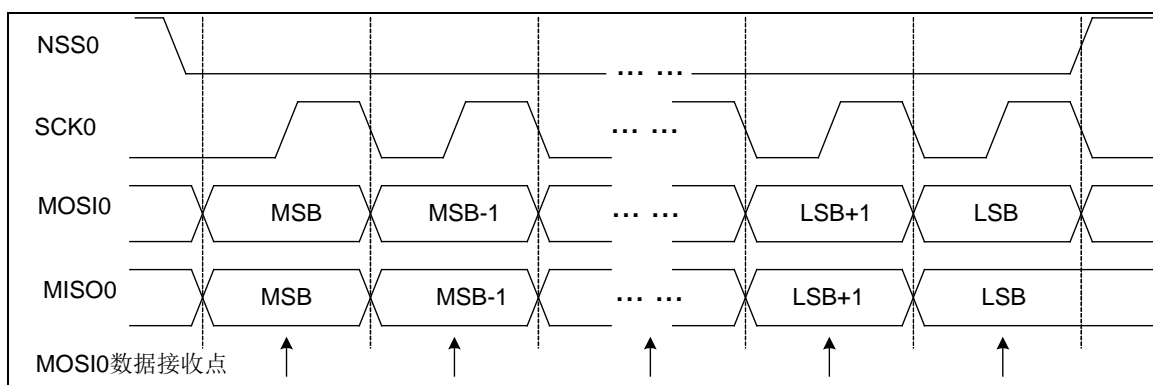 NSS0
... ...
SCK0
... ...
MOSI0 MSB MSB-1 ... ... LSB+1 LSB
MISO0 MSB MSB-1 ... ... LSB+1 LSB
MOSI0数据接收点